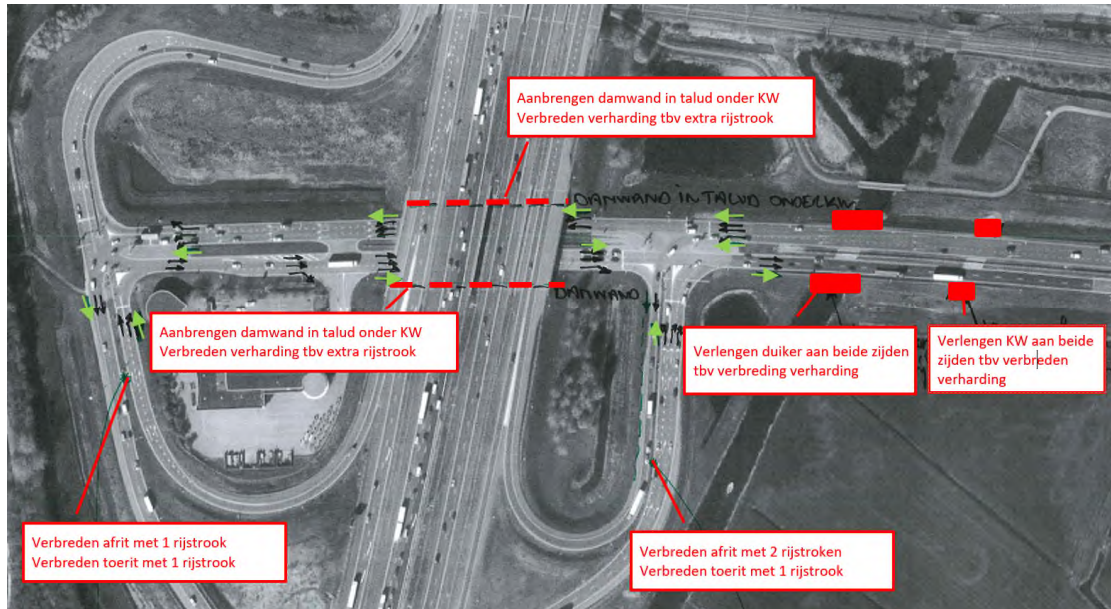 Aanbrengen damwand in talud onder KW
Verbreden verharding tbv extra rijstrook
DAMWAND IN TALUD ONDER KW
DAMWAND
Aanbrengen damwand in talud onder KW
Verbreden verharding tbv extra rijstrook
Verlengen duiker aan beide zijden
tbv verbreding verharding
Verlengen KW aan beide
zijden tbv verbreden
verharding
Verbreden afrit met 1 rijstrook
Verbreden toerit met 1 rijstrook
Verbreden afrit met 2 rijstroken
Verbreden toerit met 1 rijstrook